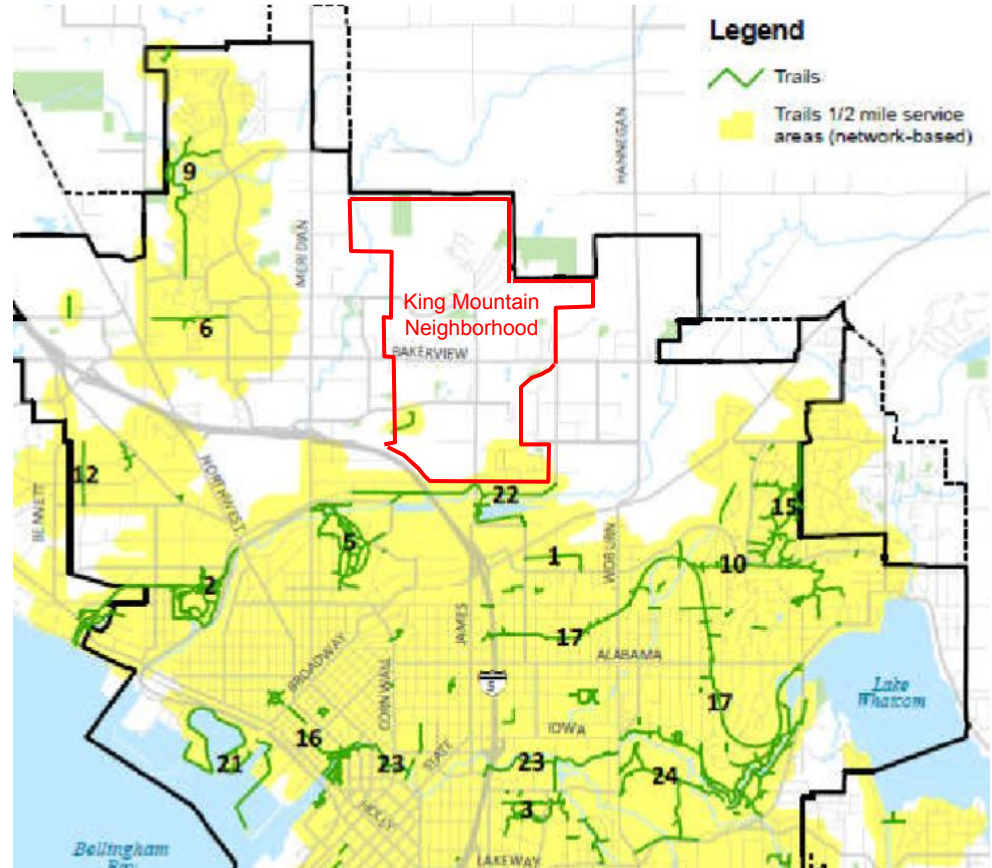 Legend
Trails
Trails 1/2 mile service
areas (network-based)
HANNEGAN
9
MERIDIAN
King Mountain
Neighborhood
6
BAKERVIEW
12
NORTHWEST
BENNETT
22
15
5
1
WOBURN
10
2
JAMES
17
BROADWAY
ALABAMA
CORNWALL
5
Lake
Whatcom
17
16
IOWA
STATE
21
23
23
24
HOLLY
3
Bellingham
Bay
LAKEWAY